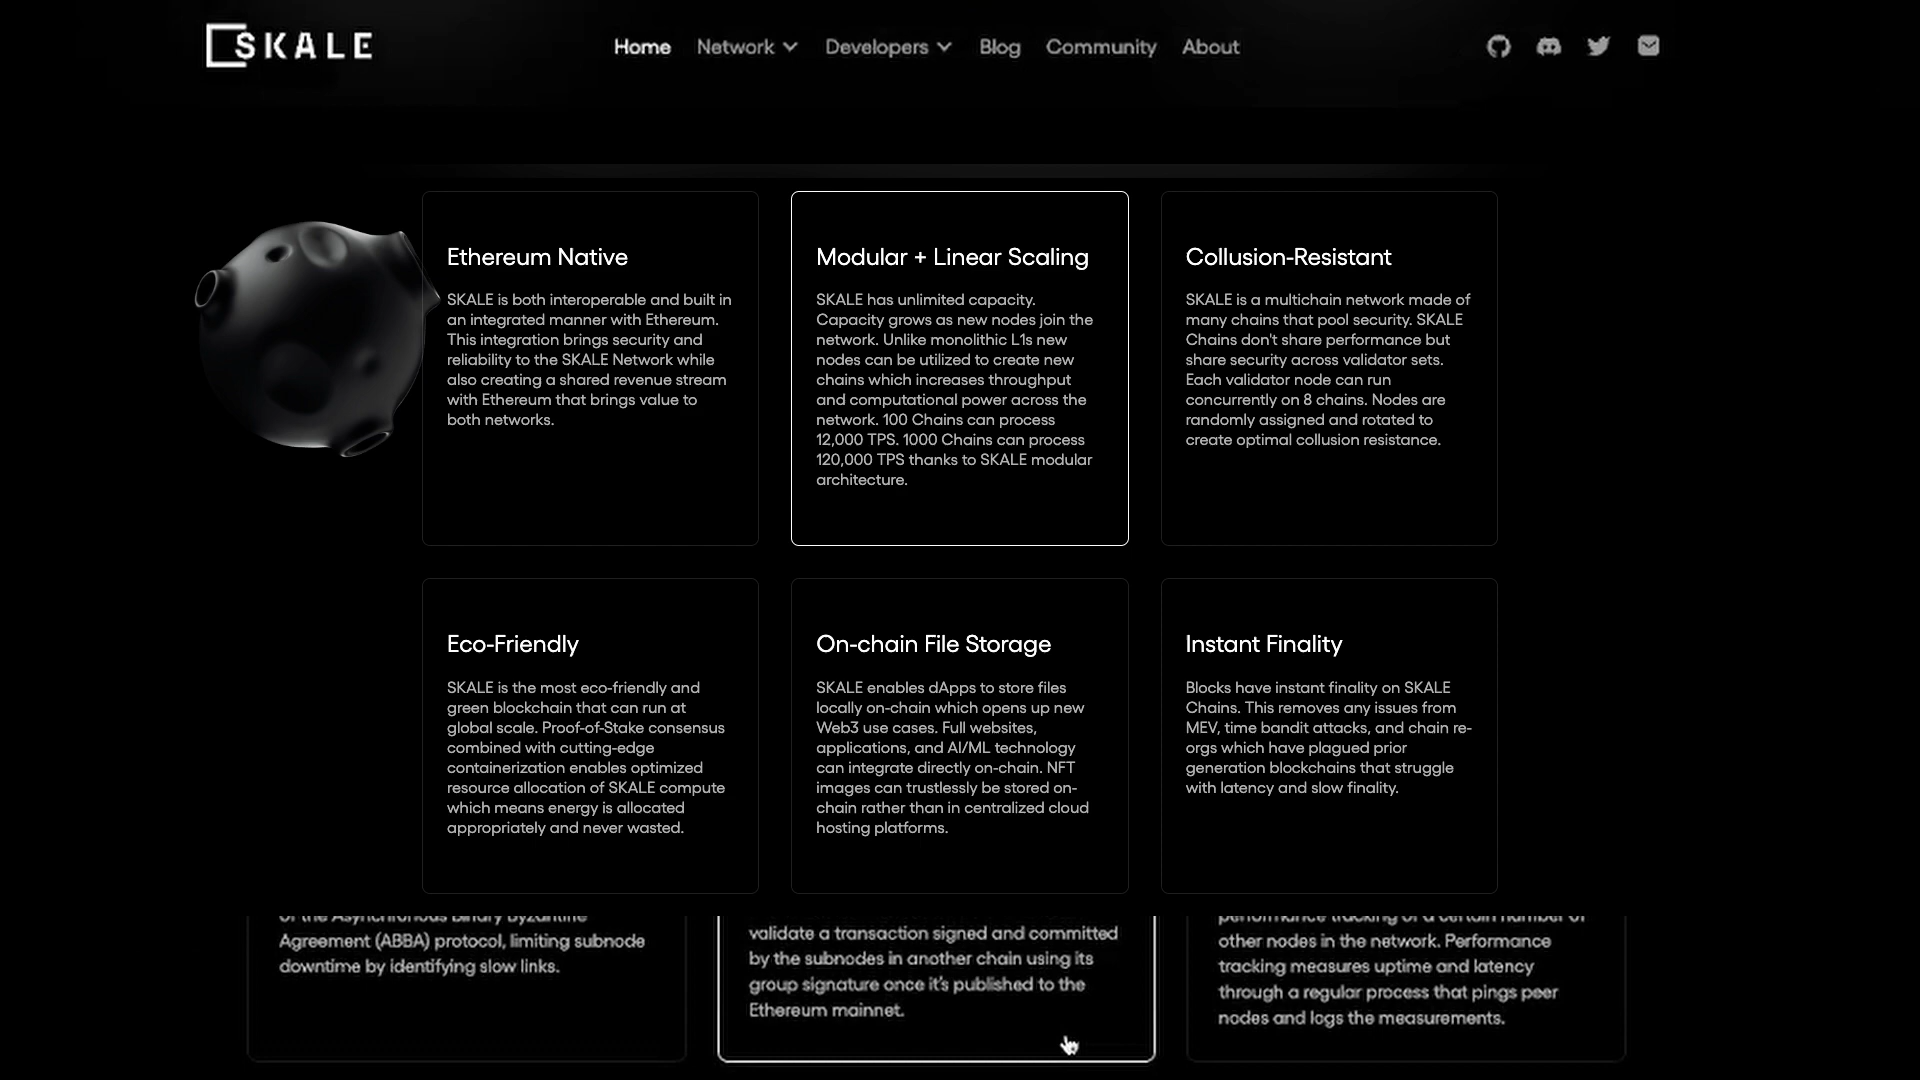 SKALE
Home Network Developers Blog Community About
Ethereum Native
SKALE is both interoperable and built in
an integrated manner with Ethereum.
This integration brings security and
reliability to the SKALE Network while
also creating a shared revenue stream
with Ethereum that brings value to
both networks.
Modular + Linear Scaling
SKALE has unlimited capacity.
Capacity grows as new nodes join the
network. Unlike monolithic L1s new
nodes can be utilized to create new
chains which increases throughput
and computational power across the
network. 100 Chains can process
12,000 TPS. 1000 Chains can process
120,000 TPS thanks to SKALE modular
architecture.
Collusion-Resistant
SKALE is a multichain network made of
many chains that pool security. SKALE
Chains don't share performance but
share security across validator sets.
Each validator node can run
concurrently on 8 chains. Nodes are
randomly assigned and rotated to
create optimal collusion resistance.
Eco-Friendly
SKALE is the most eco-friendly and
green blockchain that can run at
global scale. Proof-of-Stake consensus
combined with cutting-edge
containerization enables optimized
resource allocation of SKALE compute
which means energy is allocated
appropriately and never wasted.
On-chain File Storage
SKALE enables dApps to store files
locally on-chain which opens up new
Web3 use cases. Full websites,
applications, and AI/ML technology
can integrate directly on-chain. NFT
images can trustlessly be stored on-
chain rather than in centralized cloud
hosting platforms.
Instant Finality
Blocks have instant finality on SKALE
Chains. This removes any issues from
MEV, time bandit attacks, and chain re-
orgs which have plagued prior
generation blockchains that struggle
with latency and slow finality.
of the Asynchronous Binary Byzantine
Agreement (ABBA) protocol, limiting subnode
downtime by identifying slow links.
validate a transaction signed and committed
by the subnodes in another chain using its
group signature once it's published to the
Ethereum mainnet.
performance tracking of a certain number of
other nodes in the network. Performance
tracking measures uptime and latency
through a regular process that pings peer
nodes and logs the measurements.